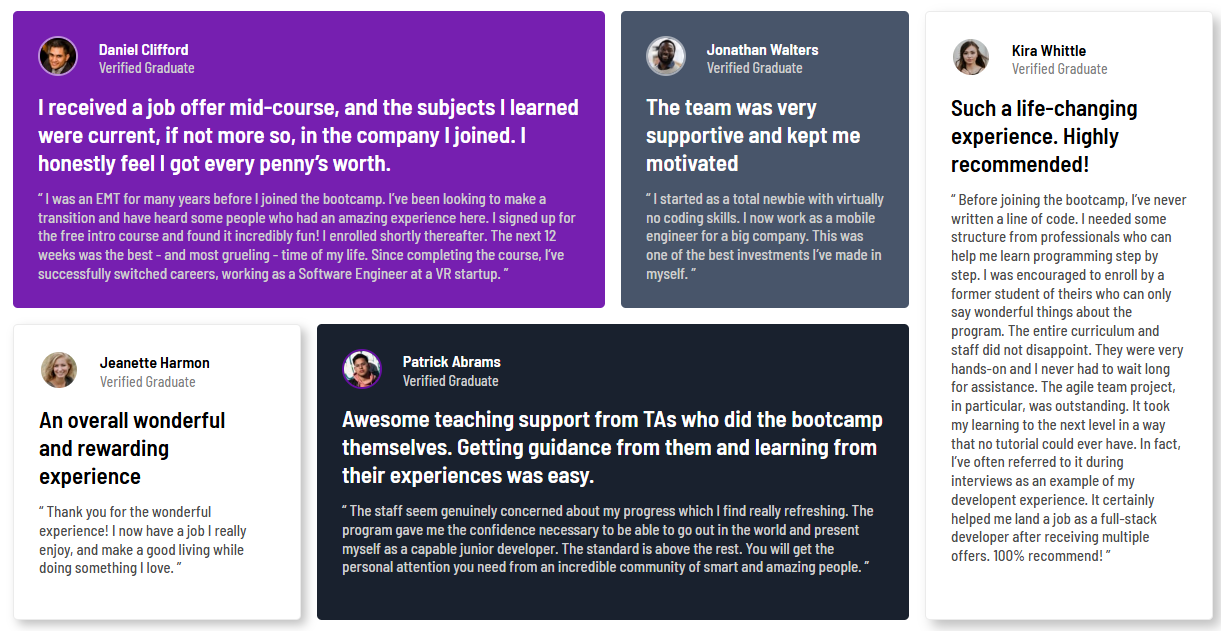 Daniel Clifford
Verified Graduate
I received a job offer mid-course, and the subjects I learned
were current, if not more so, in the company I joined. I
honestly feel I got every penny’s worth.
“ I was an EMT for many years before I joined the bootcamp. I’ve been looking to make a
transition and have heard some people who had an amazing experience here. I signed up for
the free intro course and found it incredibly fun! I enrolled shortly thereafter. The next 12
weeks was the best - and most grueling - time of my life. Since completing the course, I’ve
successfully switched careers, working as a Software Engineer at a VR startup. ”
Jonathan Walters
Verified Graduate
The team was very
supportive and kept me
motivated
“ I started as a total newbie with virtually
no coding skills. I now work as a mobile
engineer for a big company. This was
one of the best investments I’ve made in
myself. ”
Kira Whittle
Verified Graduate
Such a life-changing
experience. Highly
recommended!
“ Before joining the bootcamp, I’ve never
written a line of code. I needed some
structure from professionals who can
help me learn programming step by
step. I was encouraged to enroll by a
former student of theirs who can only
say wonderful things about the
program. The entire curriculum and
staff did not disappoint. They were very
hands-on and I never had to wait long
for assistance. The agile team project,
in particular, was outstanding. It took
my learning to the next level in a way
that no tutorial could ever have. In fact,
I’ve often referred to it during
interviews as an example of my
developent experience. It certainly
helped me land a job as a full-stack
developer after receiving multiple
offers. 100% recommend! ”
Jeanette Harmon
Verified Graduate
An overall wonderful
and rewarding
experience
“ Thank you for the wonderful
experience! I now have a job I really
enjoy, and make a good living while
doing something I love. ”
Patrick Abrams
Verified Graduate
Awesome teaching support from TAs who did the bootcamp
themselves. Getting guidance from them and learning from
their experiences was easy.
“ The staff seem genuinely concerned about my progress which I find really refreshing. The
program gave me the confidence necessary to be able to go out in the world and present
myself as a capable junior developer. The standard is above the rest. You will get the
personal attention you need from an incredible community of smart and amazing people. ”